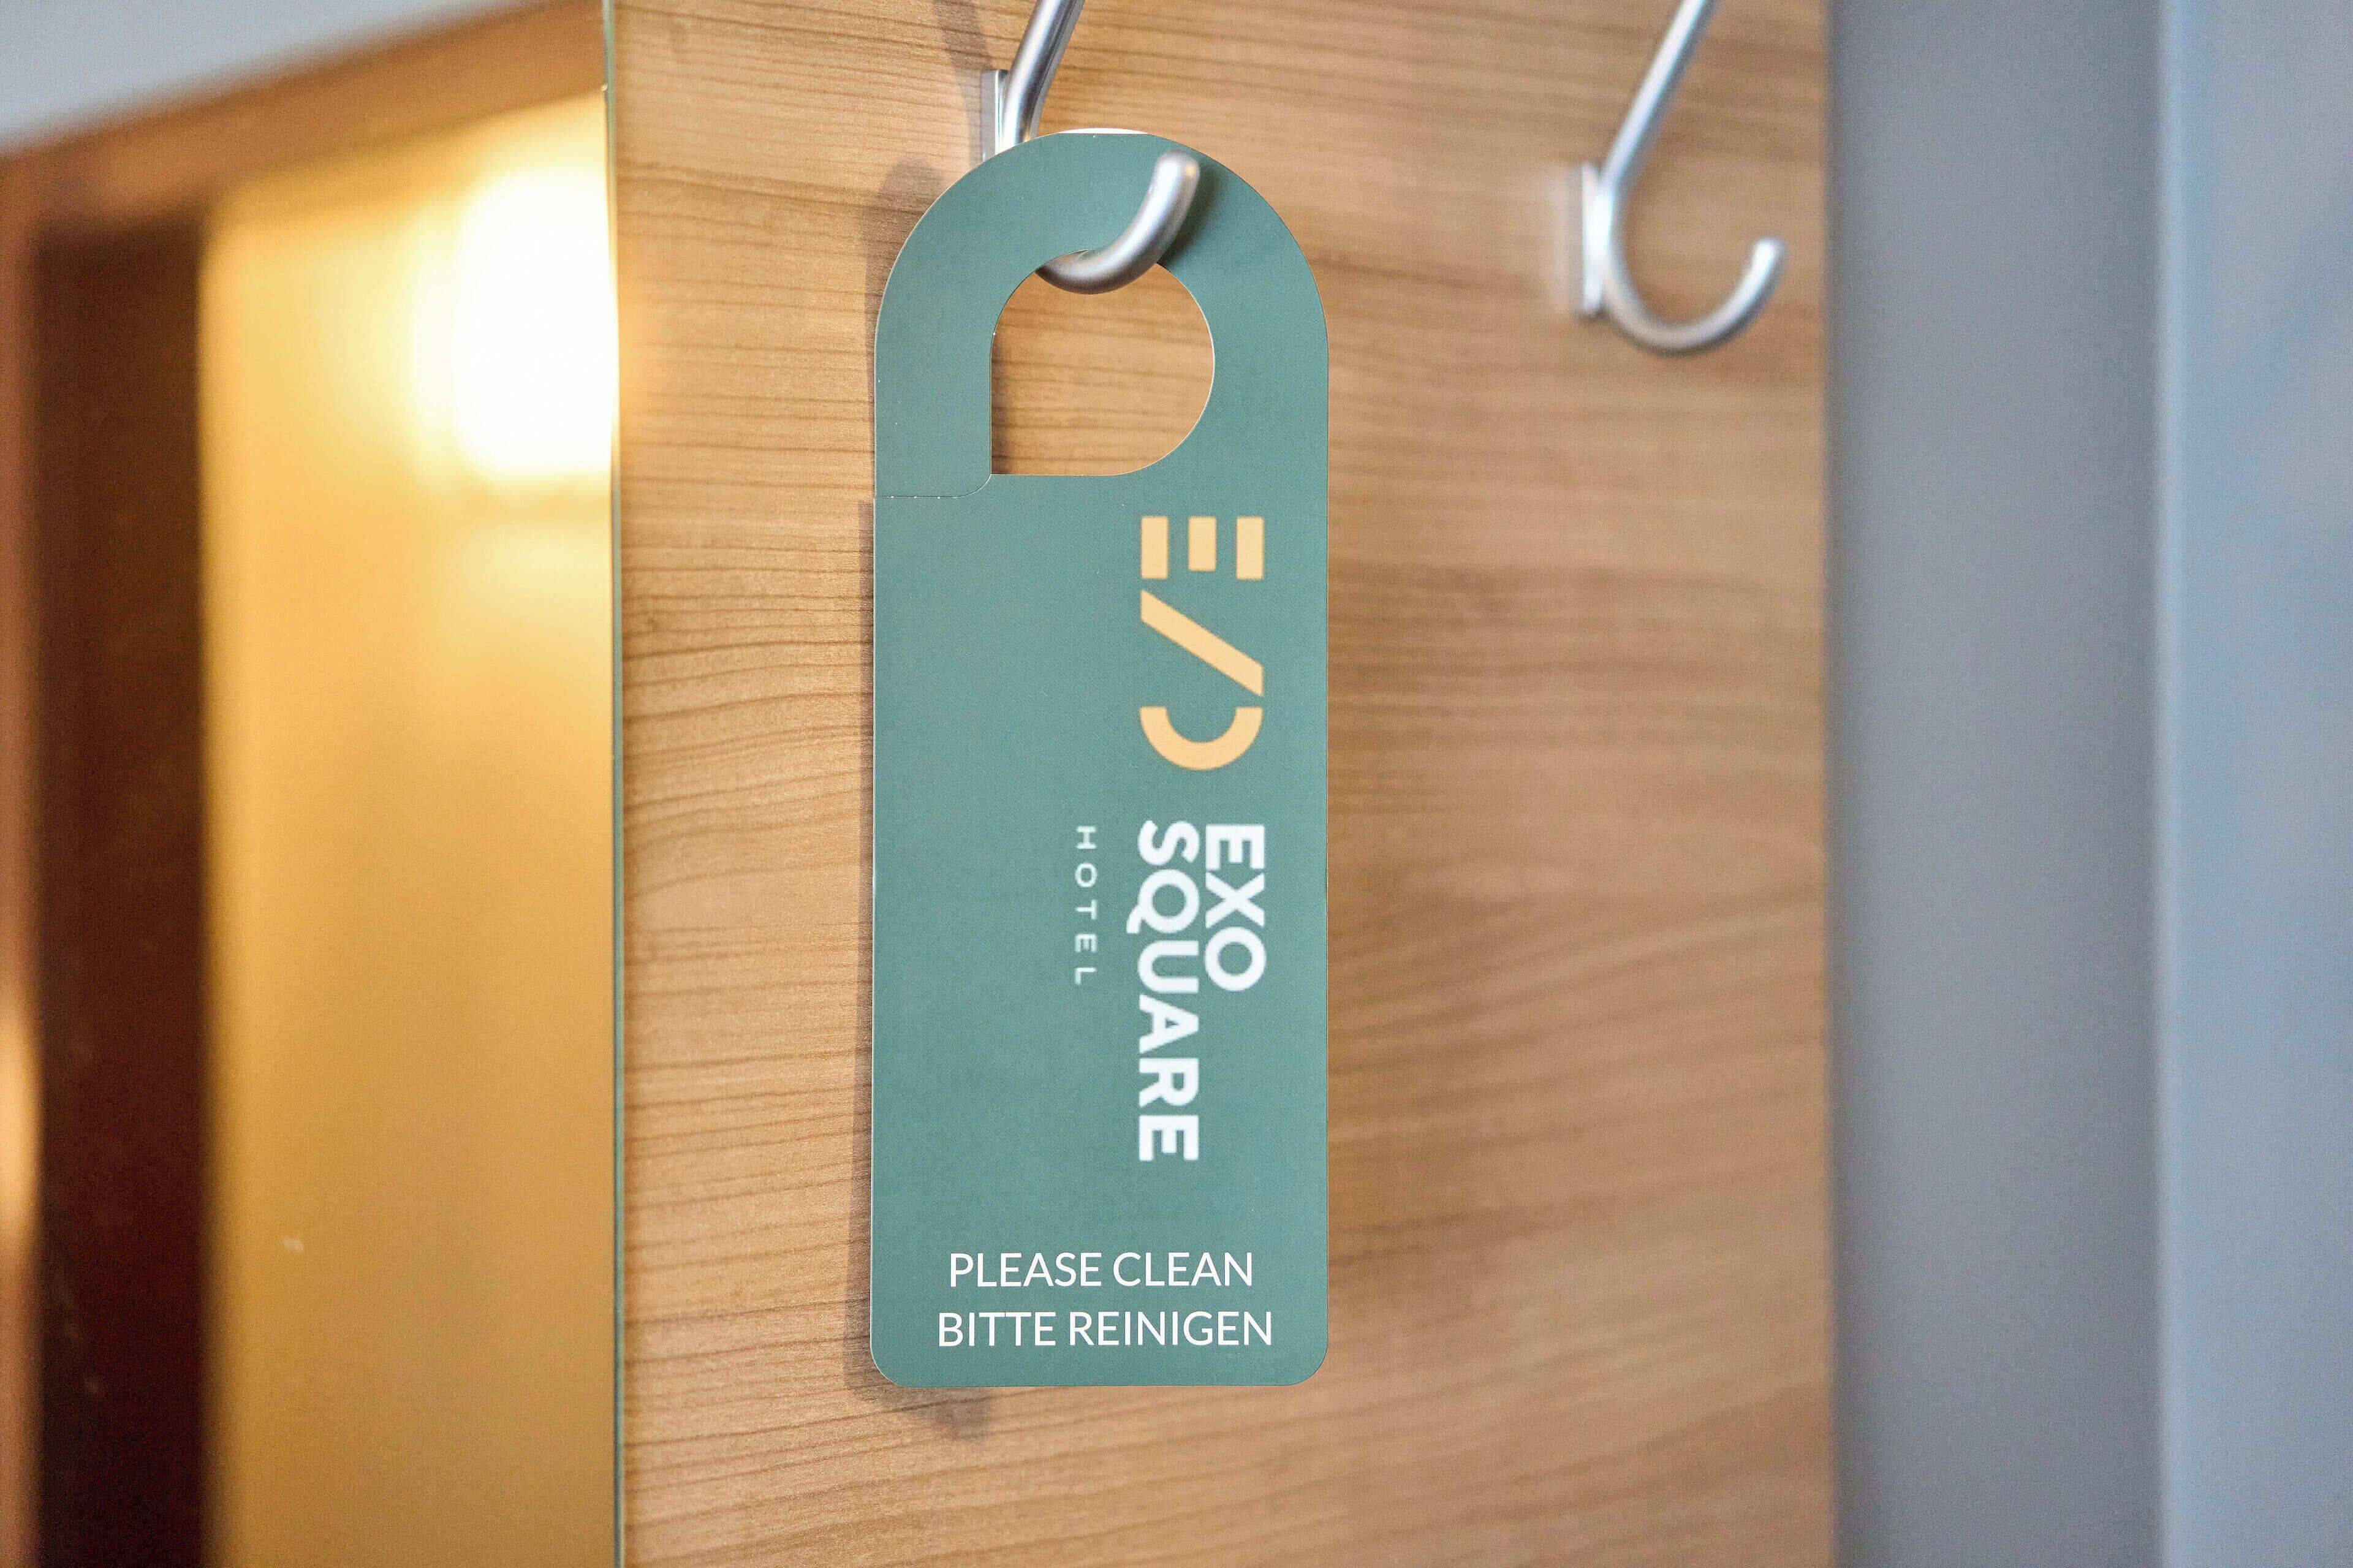 EXO
SQUARE
HOTEL
PLEASE CLEAN
BITTE REINIGEN